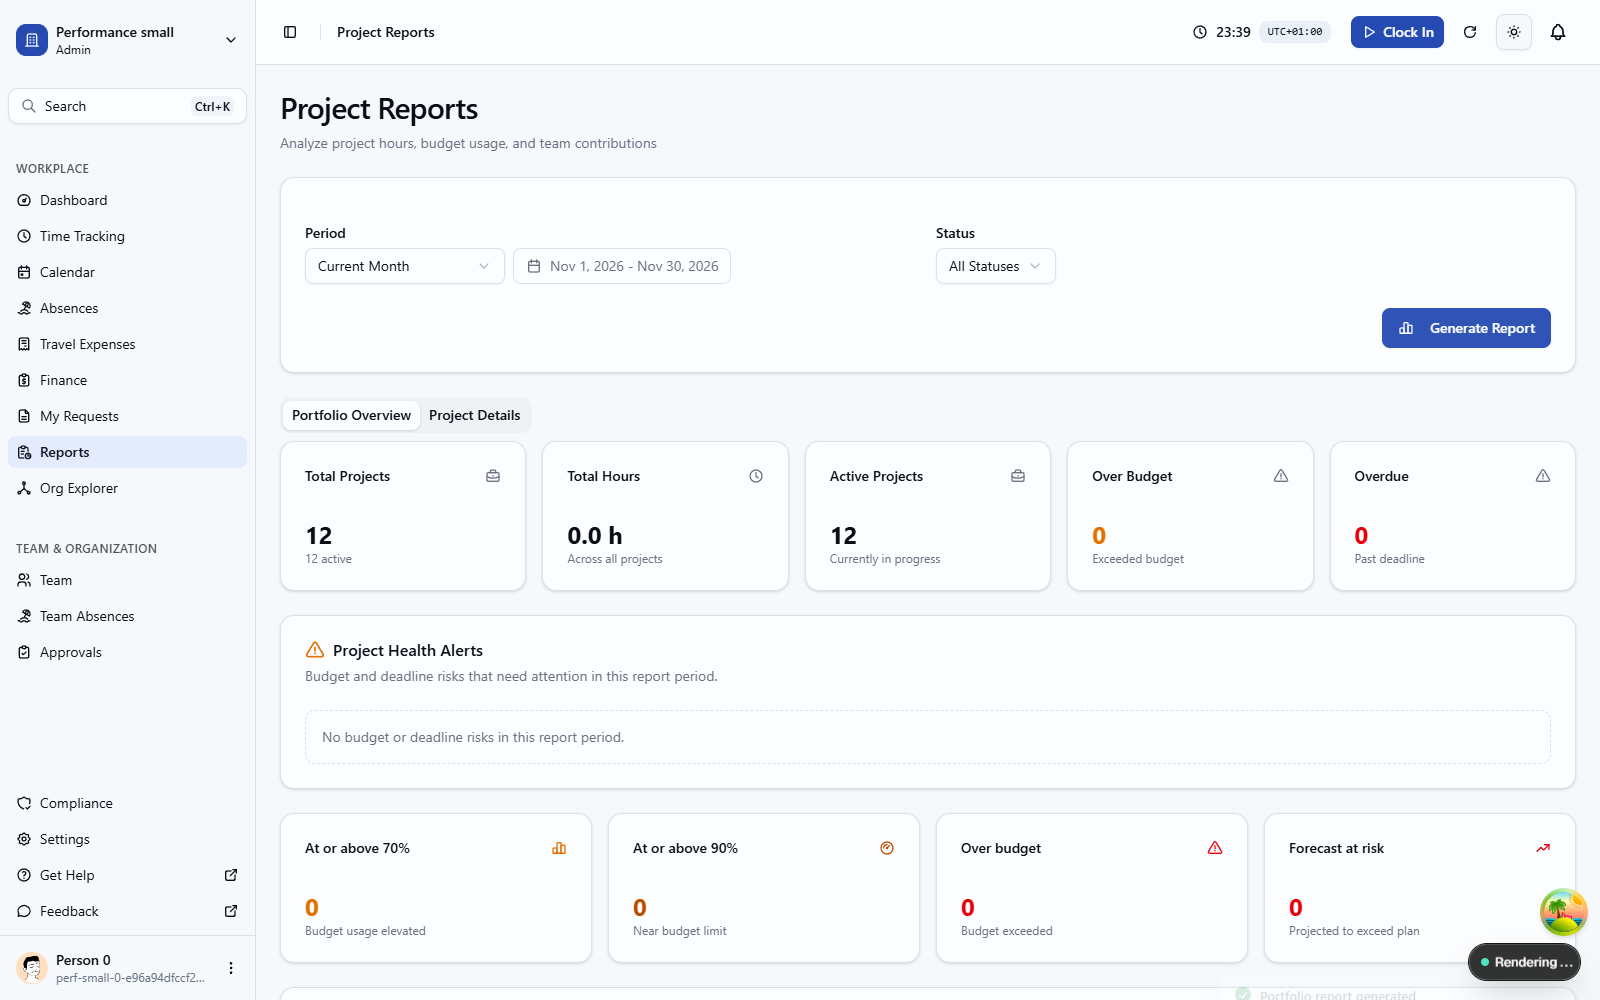 Performance small
Admin
Search
Ctrl+K
WORKPLACE
Dashboard
Time Tracking
Calendar
Absences
Travel Expenses
Finance
My Requests
Reports
Org Explorer
TEAM & ORGANIZATION
Team
Team Absences
Approvals
Compliance
Settings
Get Help
Feedback
Person 0
perf-small-0-e96a94dfccf2...
Project Reports
23:39
UTC+01:00
Clock In
Project Reports
Analyze project hours, budget usage, and team contributions
Period
Status
Current Month
Nov 1, 2026 - Nov 30, 2026
All Statuses
Generate Report
Portfolio Overview
Project Details
Total Projects
12
12 active
Total Hours
0.0 h
Across all projects
Active Projects
12
Currently in progress
Over Budget
0
Exceeded budget
Overdue
0
Past deadline
Project Health Alerts
Budget and deadline risks that need attention in this report period.
No budget or deadline risks in this report period.
At or above 70%
0
Budget usage elevated
At or above 90%
0
Near budget limit
Over budget
0
Budget exceeded
Forecast at risk
0
Projected to exceed plan
Rendering ...
Portfolio report generated